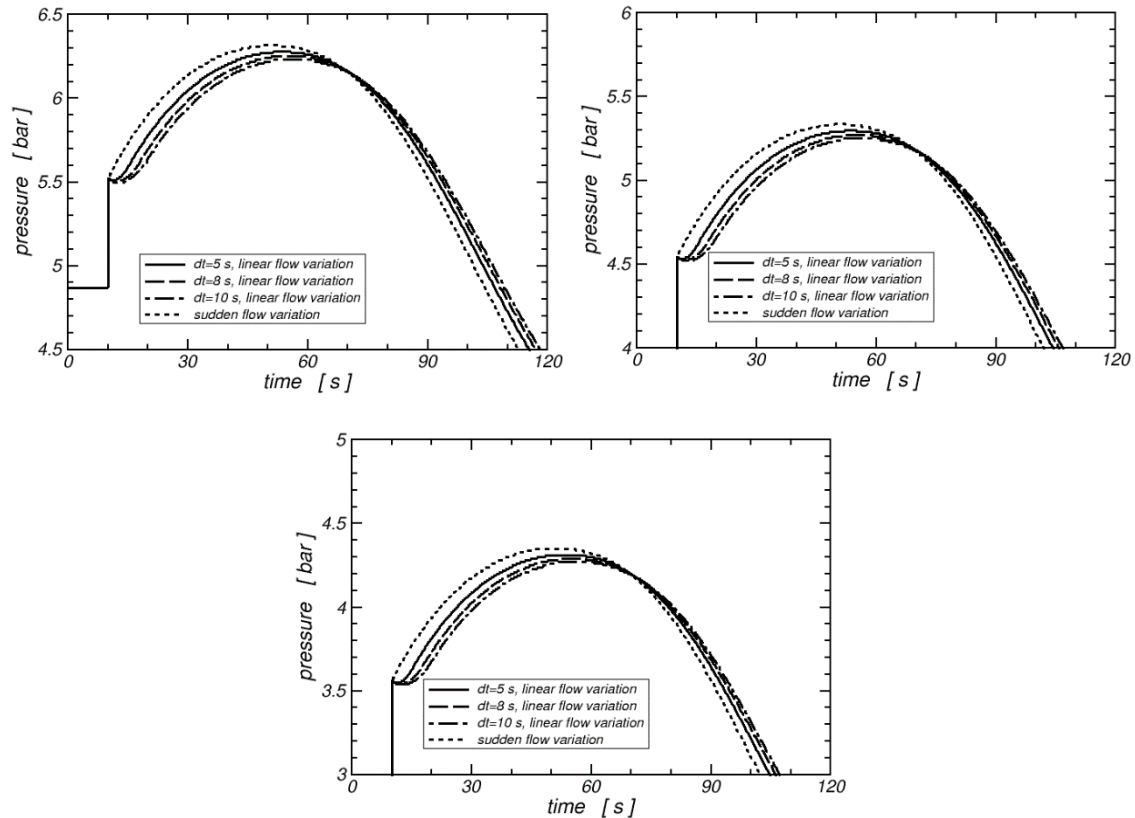 6.5
6
5.5
5
4.5
pressure [ bar ]
dt=5 s, linear flow variation
dt=8 s, linear flow variation
dt=10 s, linear flow variation
sudden flow variation
0 30 60 90 120
time [ s ]
6
5.5
5
4.5
4
pressure [ bar ]
dt=5 s, linear flow variation
dt=8 s, linear flow variation
dt=10 s, linear flow variation
sudden flow variation
0 30 60 90 120
time [ s ]
5
4.5
4
3.5
3
pressure [ bar ]
dt=5 s, linear flow variation
dt=8 s, linear flow variation
dt=10 s, linear flow variation
sudden flow variation
0 30 60 90 120
time [ s ]